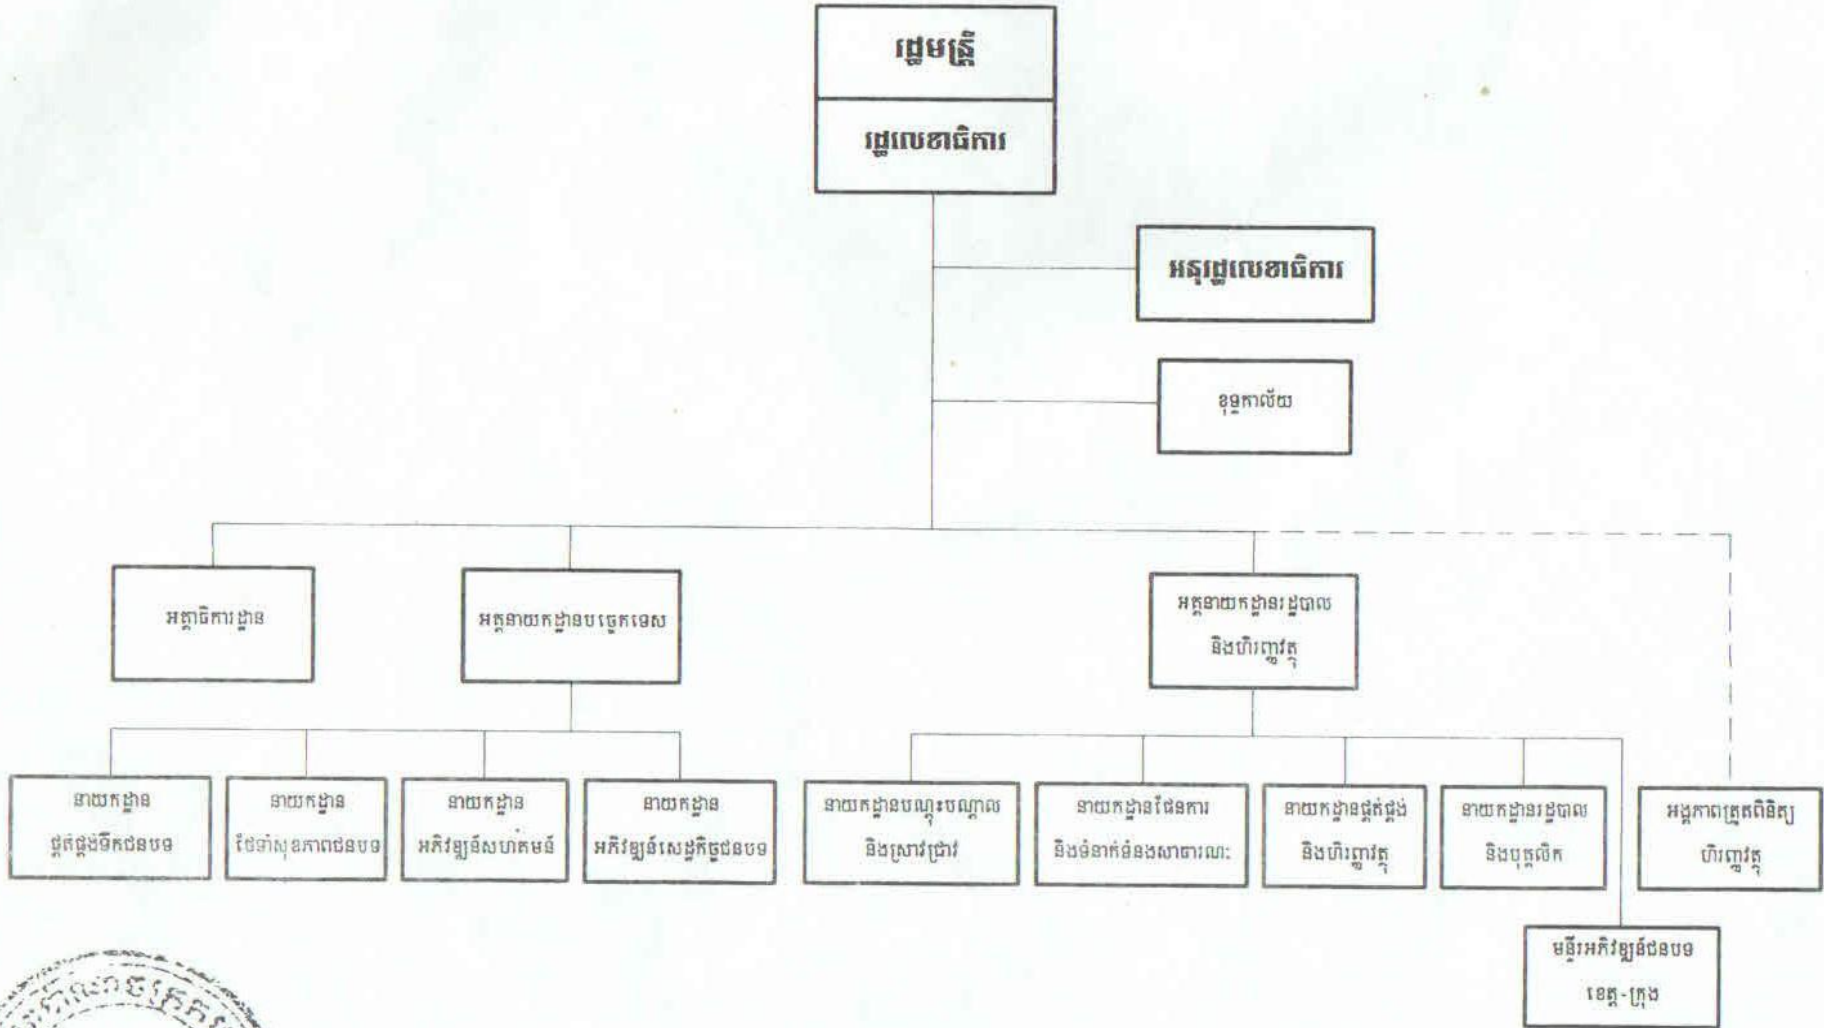 រដ្ឋមន្ត្រី
រដ្ឋលេខាធិការ
អនុរដ្ឋលេខាធិការ
ខុទ្ទកាល័យ
អគ្គាធិការដ្ឋាន
អគ្គនាយកដ្ឋានបច្ចេកទេស
អគ្គនាយកដ្ឋានរដ្ឋបាល
និងហិរញ្ញវត្ថុ
នាយកដ្ឋាន
ផ្គត់ផ្គង់ទឹកជនបទ
នាយកដ្ឋាន
ថែទាំសុខភាពជនបទ
នាយកដ្ឋាន
អភិវឌ្ឍន៍សហគមន៍
នាយកដ្ឋាន
អភិវឌ្ឍន៍សេដ្ឋកិច្ចជនបទ
នាយកដ្ឋានបណ្តុះបណ្តាល
និងស្រាវជ្រាវ
នាយកដ្ឋានផែនការ
និងទំនាក់ទំនងសាធារណៈ
នាយកដ្ឋានផ្គត់ផ្គង់
និងហិរញ្ញវត្ថុ
នាយកដ្ឋានរដ្ឋបាល
និងបុគ្គលិក
អង្គភាពត្រួតពិនិត្យ
ហិរញ្ញវត្ថុ
មន្ទីរអភិវឌ្ឍន៍ជនបទ
ខេត្ត-ក្រុង